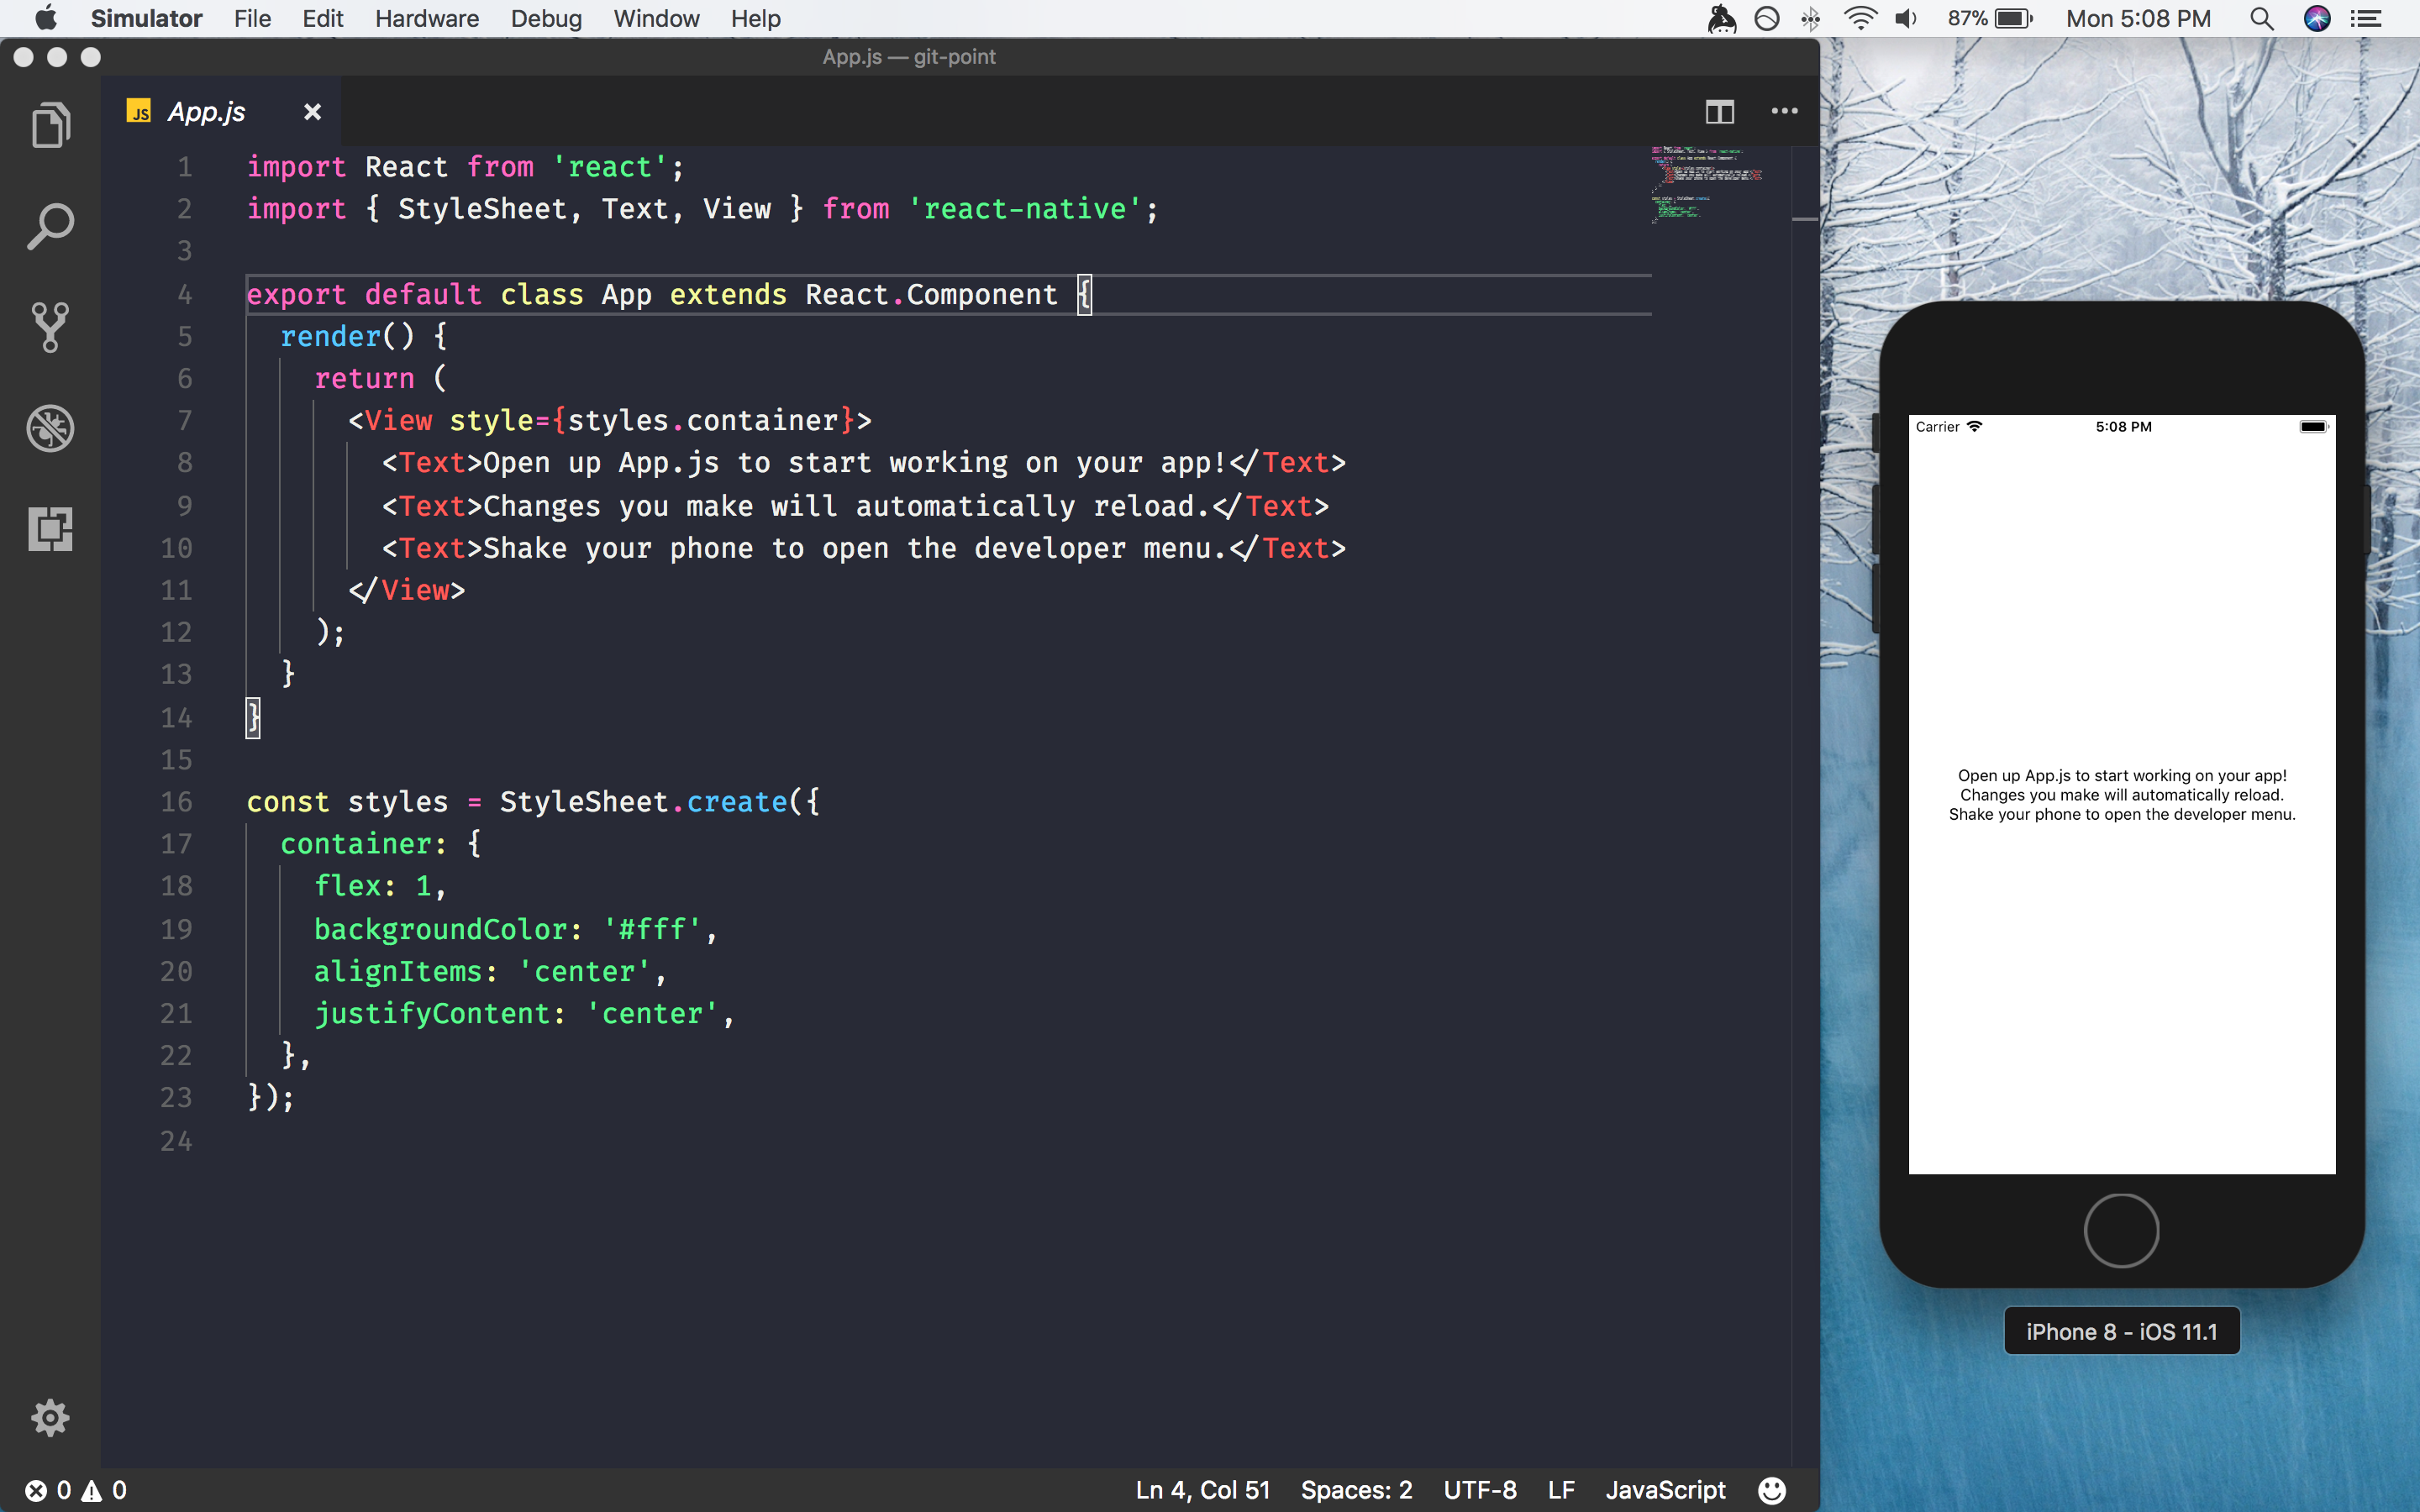 Simulator File Edit Hardware Debug Window Help 87% Mon 5:08 PM
App.js — git-point
JS App.js
1 import React from 'react';
2 import { StyleSheet, Text, View } from 'react-native';
3
4 export default class App extends React.Component {
5 render() {
6 return (
7 <View style={styles.container}>
8 <Text>Open up App.js to start working on your app!</Text>
9 <Text>Changes you make will automatically reload.</Text>
10 <Text>Shake your phone to open the developer menu.</Text>
11 </View>
12 );
13 }
14 }
15
16 const styles = StyleSheet.create({
17 container: {
18 flex: 1,
19 backgroundColor: '#fff',
20 alignItems: 'center',
21 justifyContent: 'center',
22 },
23 });
24
0 0 Ln 4, Col 51 Spaces: 2 UTF-8 LF JavaScript
Carrier 5:08 PM
Open up App.js to start working on your app!
Changes you make will automatically reload.
Shake your phone to open the developer menu.
iPhone 8 - iOS 11.1